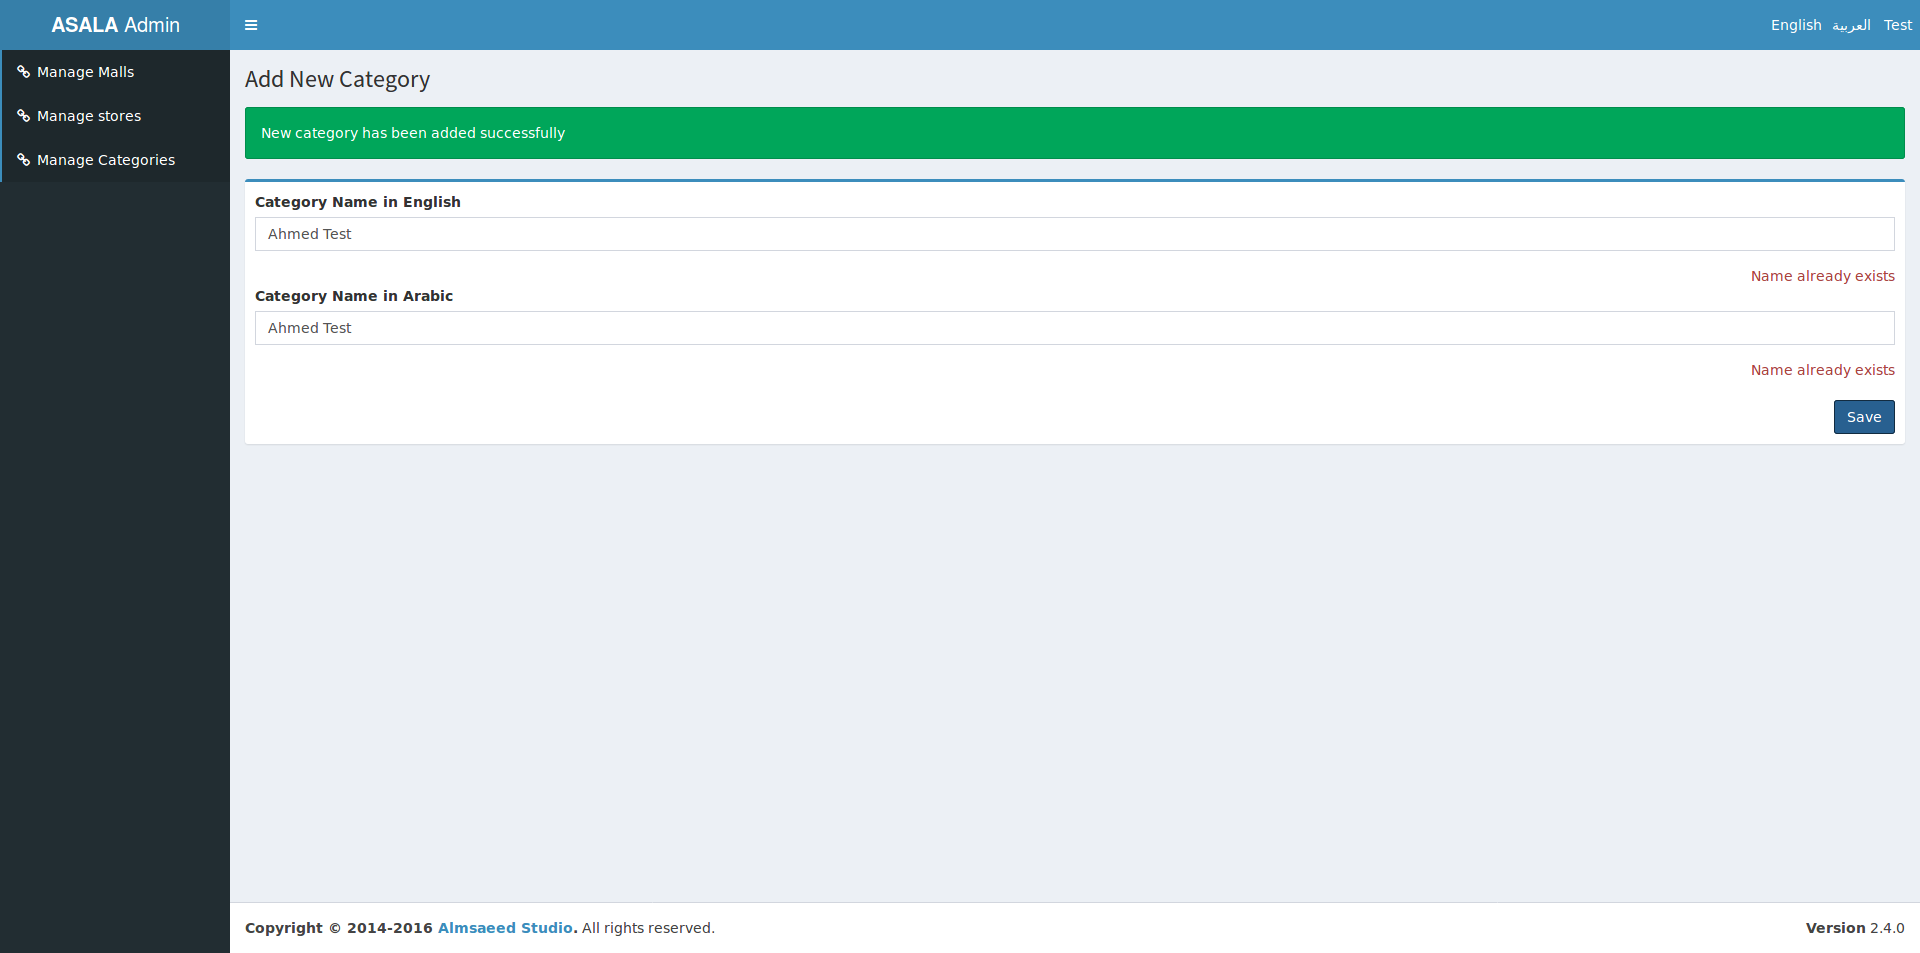 ASALA Admin
English العربية Test
Manage Malls
Manage stores
Manage Categories
Add New Category
New category has been added successfully
Category Name in English
Ahmed Test
Name already exists
Category Name in Arabic
Ahmed Test
Name already exists
Save
Copyright © 2014-2016 Almsaeed Studio. All rights reserved.
Version 2.4.0